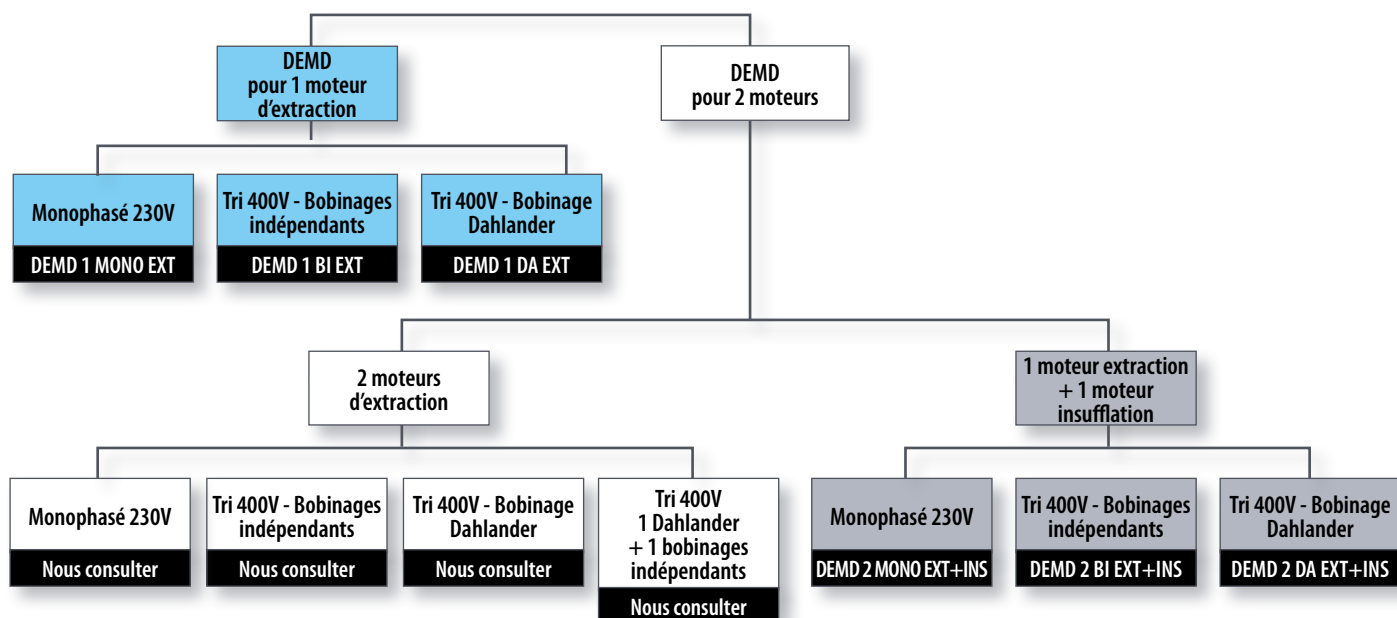 DEMD
pour 1 moteur
d'extraction
DEMD
pour 2 moteurs
Monophasé 230V
DEMD 1 MONO EXT
Tri 400V - Bobinages
indépendants
DEMD 1 BI EXT
Tri 400V - Bobinage
Dahlander
DEMD 1 DA EXT
2 moteurs
d'extraction
1 moteur extraction
+ 1 moteur
insufflation
Monophasé 230V
Nous consulter
Tri 400V - Bobinages
indépendants
Nous consulter
Tri 400V - Bobinage
Dahlander
Nous consulter
Tri 400V
1 Dahlander
+ 1 bobinages
indépendants
Nous consulter
Monophasé 230V
DEMD 2 MONO EXT+INS
Tri 400V - Bobinages
indépendants
DEMD 2 BI EXT+INS
Tri 400V - Bobinage
Dahlander
DEMD 2 DA EXT+INS